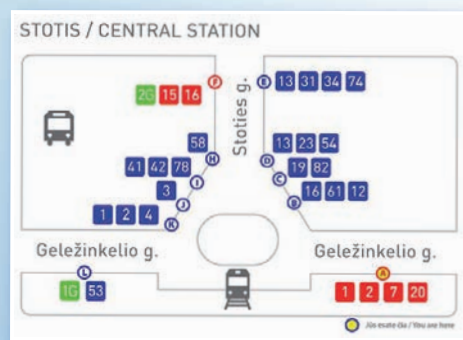 STOTIS / CENTRAL STATION
F
2G 15 16
Stoties g.
E
13 31 34 74
58
H
41 42 78
I
3
J
1 2 4
K
13 23 54
D
19 82
C
16 61 12
B
Geležinkelio g.
Geležinkelio g.
L
1G 53
A
1 2 7 20
Jūs esate čia / You are here